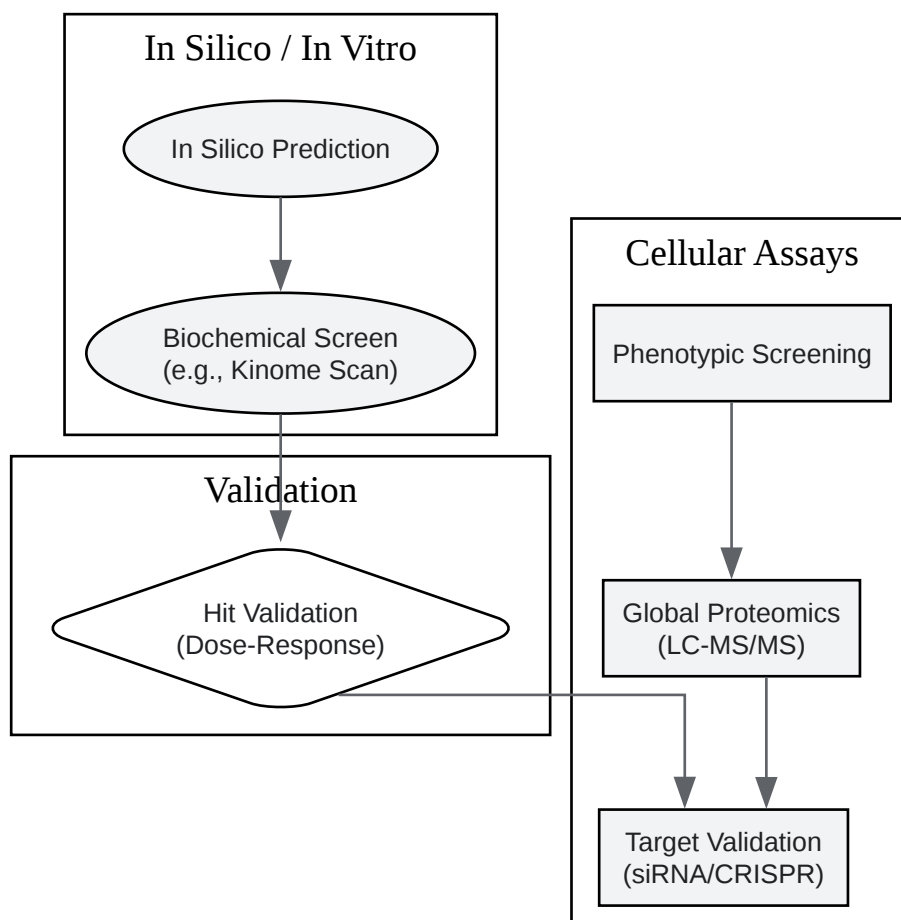 In Silico / In Vitro
In Silico Prediction
Biochemical Screen
(e.g., Kinome Scan)
Validation
Hit Validation
(Dose-Response)
Cellular Assays
Phenotypic Screening
Global Proteomics
(LC-MS/MS)
Target Validation
(siRNA/CRISPR)